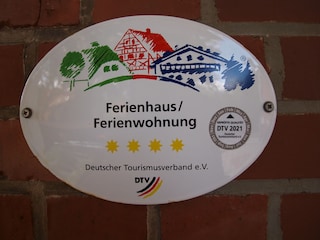 Ferienhaus/
Ferienwohnung
DTV 2021
Deutscher Tourismusverband e.V.
DTV